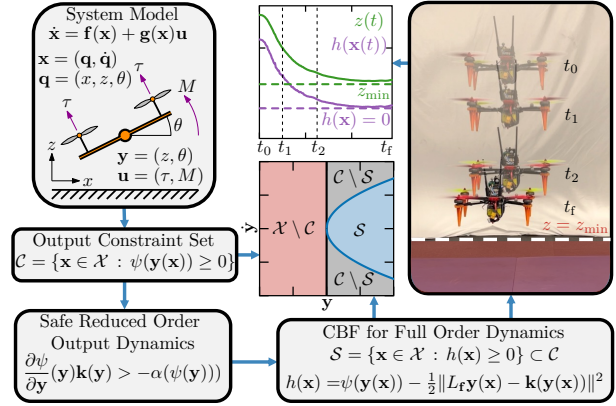 System Model
ẋ = f(x) + g(x)u
x = (q, q̇)
q = (x, z, θ)
τ
M
τ
θ
z
x
y = (z, θ)
u = (τ, M)
z(t)
h(x(t))
z_min
h(x) = 0
t_0 t_1 t_2 t_f
t_0
t_1
t_2
t_f
z = z_min
ẏ
X \ C
C \ S
S
C \ S
y
Output Constraint Set
C = {x ∈ X : ψ(y(x)) ≥ 0}
Safe Reduced Order
Output Dynamics
∂ψ/∂y (y)k(y) > −α(ψ(y)))
CBF for Full Order Dynamics
S = {x ∈ X : h(x) ≥ 0} ⊂ C
h(x) =ψ(y(x)) − ½‖L_f y(x) − k(y(x))‖²